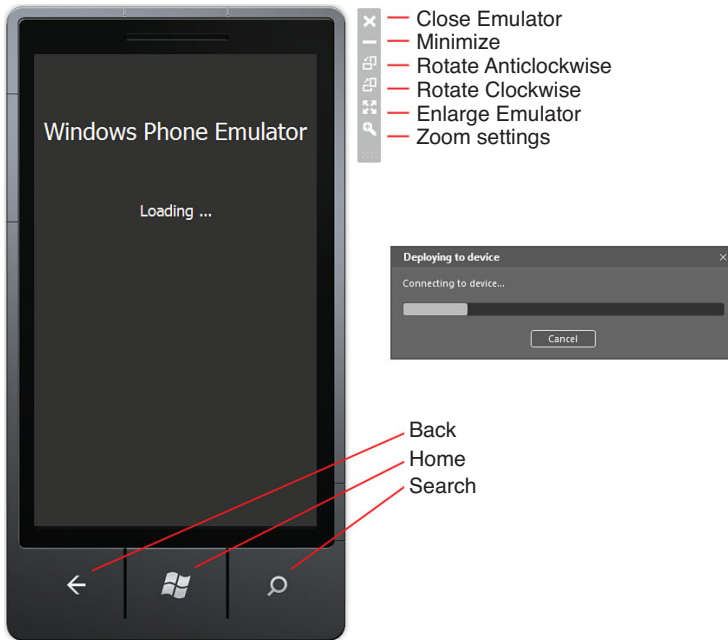 Close Emulator
Minimize
Rotate Anticlockwise
Rotate Clockwise
Enlarge Emulator
Zoom settings
Windows Phone Emulator
Loading ...
Deploying to device
Connecting to device...
Cancel
Back
Home
Search